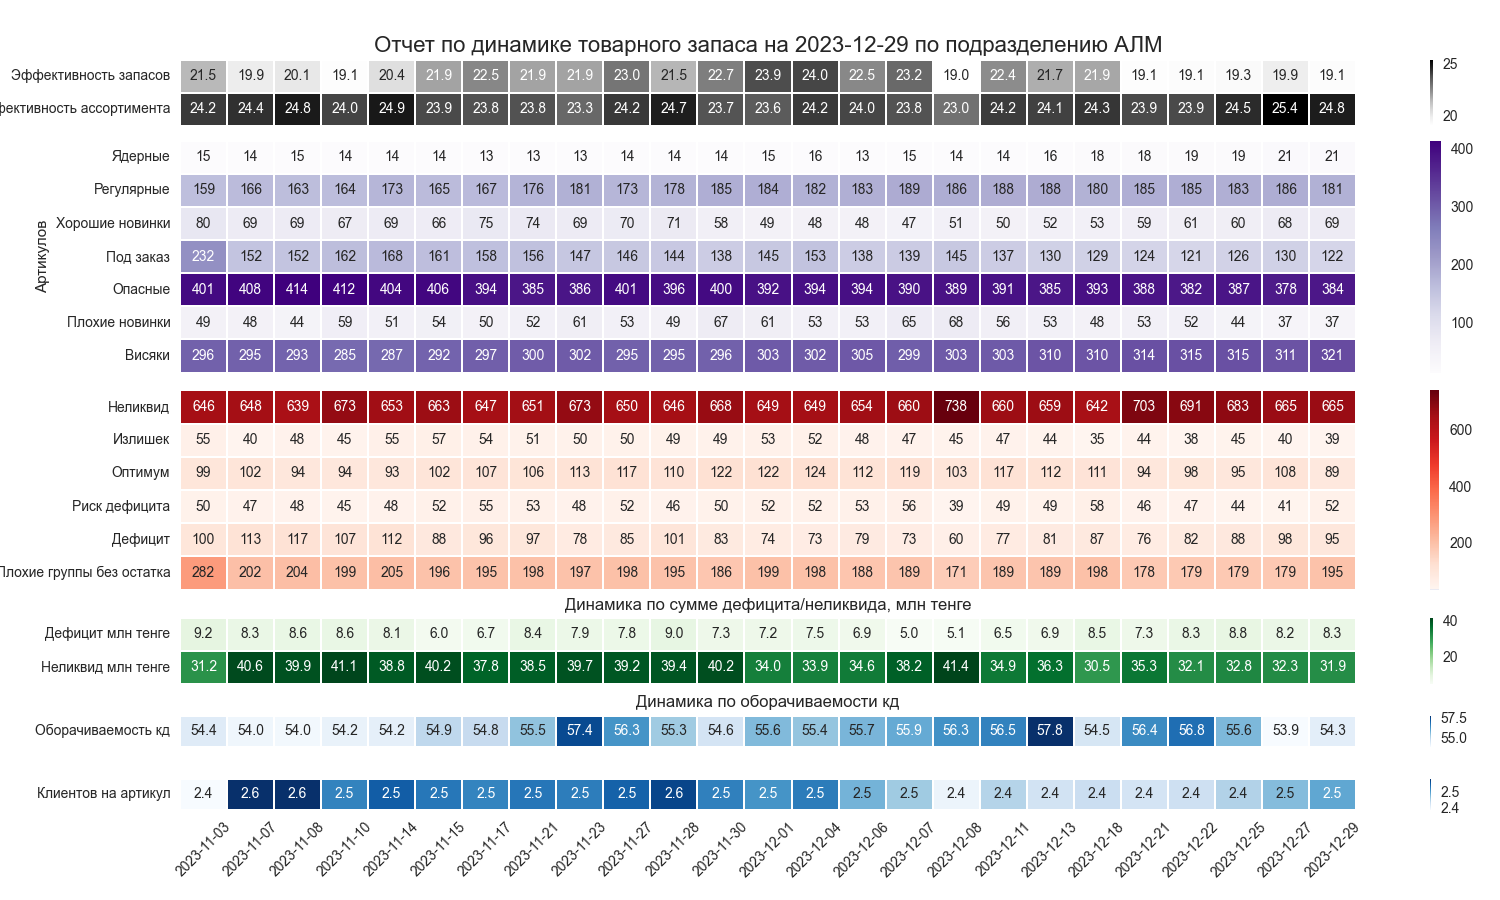 Отчет по динамике товарного запаса на 2023-12-29 по подразделению АЛМ
Эффективность запасов 21.5 19.9 20.1 19.1 20.4 21.9 22.5 21.9 21.9 23.0 21.5 22.7 23.9 24.0 22.5 23.2 19.0 22.4 21.7 21.9 19.1 19.1 19.3 19.9 19.1
фективность ассортимента 24.2 24.4 24.8 24.0 24.9 23.9 23.8 23.8 23.3 24.2 24.7 23.7 23.6 24.2 24.0 23.8 23.0 24.2 24.1 24.3 23.9 23.9 24.5 25.4 24.8
25
20
Артикулов
Ядерные 15 14 15 14 14 14 13 13 13 14 14 14 15 16 13 15 14 14 16 18 18 19 19 21 21
Регулярные 159 166 163 164 173 165 167 176 181 173 178 185 184 182 183 189 186 188 188 180 185 185 183 186 181
Хорошие новинки 80 69 69 67 69 66 75 74 69 70 71 58 49 48 48 47 51 50 52 53 59 61 60 68 69
Под заказ 232 152 152 162 168 161 158 156 147 146 144 138 145 153 138 139 145 137 130 129 124 121 126 130 122
Опасные 401 408 414 412 404 406 394 385 386 401 396 400 392 394 394 390 389 391 385 393 388 382 387 378 384
Плохие новинки 49 48 44 59 51 54 50 52 61 53 49 67 61 53 53 65 68 56 53 48 53 52 44 37 37
Висяки 296 295 293 285 287 292 297 300 302 295 295 296 303 302 305 299 303 303 310 310 314 315 315 311 321
400
300
200
100
Неликвид 646 648 639 673 653 663 647 651 673 650 646 668 649 649 654 660 738 660 659 642 703 691 683 665 665
Излишек 55 40 48 45 55 57 54 51 50 50 49 49 53 52 48 47 45 47 44 35 44 38 45 40 39
Оптимум 99 102 94 94 93 102 107 106 113 117 110 122 122 124 112 119 103 117 112 111 94 98 95 108 89
Риск дефицита 50 47 48 45 48 52 55 53 48 52 46 50 52 52 53 56 39 49 49 58 46 47 44 41 52
Дефицит 100 113 117 107 112 88 96 97 78 85 101 83 74 73 79 73 60 77 81 87 76 82 88 98 95
Плохие группы без остатка 282 202 204 199 205 196 195 198 197 198 195 186 199 198 188 189 171 189 189 198 178 179 179 179 195
600
400
200
Динамика по сумме дефицита/неликвида, млн тенге
Дефицит млн тенге 9.2 8.3 8.6 8.6 8.1 6.0 6.7 8.4 7.9 7.8 9.0 7.3 7.2 7.5 6.9 5.0 5.1 6.5 6.9 8.5 7.3 8.3 8.8 8.2 8.3
Неликвид млн тенге 31.2 40.6 39.9 41.1 38.8 40.2 37.8 38.5 39.7 39.2 39.4 40.2 34.0 33.9 34.6 38.2 41.4 34.9 36.3 30.5 35.3 32.1 32.8 32.3 31.9
40
20
Динамика по оборачиваемости кд
Оборачиваемость кд 54.4 54.0 54.0 54.2 54.2 54.9 54.8 55.5 57.4 56.3 55.3 54.6 55.6 55.4 55.7 55.9 56.3 56.5 57.8 54.5 56.4 56.8 55.6 53.9 54.3
57.5
55.0
Клиентов на артикул 2.4 2.6 2.6 2.5 2.5 2.5 2.5 2.5 2.5 2.5 2.6 2.5 2.5 2.5 2.5 2.5 2.4 2.4 2.4 2.4 2.4 2.4 2.4 2.5 2.5
2.5
2.4
2023-11-03 2023-11-07 2023-11-08 2023-11-10 2023-11-14 2023-11-15 2023-11-17 2023-11-21 2023-11-23 2023-11-27 2023-11-28 2023-11-30 2023-12-01 2023-12-04 2023-12-06 2023-12-07 2023-12-08 2023-12-11 2023-12-13 2023-12-18 2023-12-21 2023-12-22 2023-12-25 2023-12-27 2023-12-29